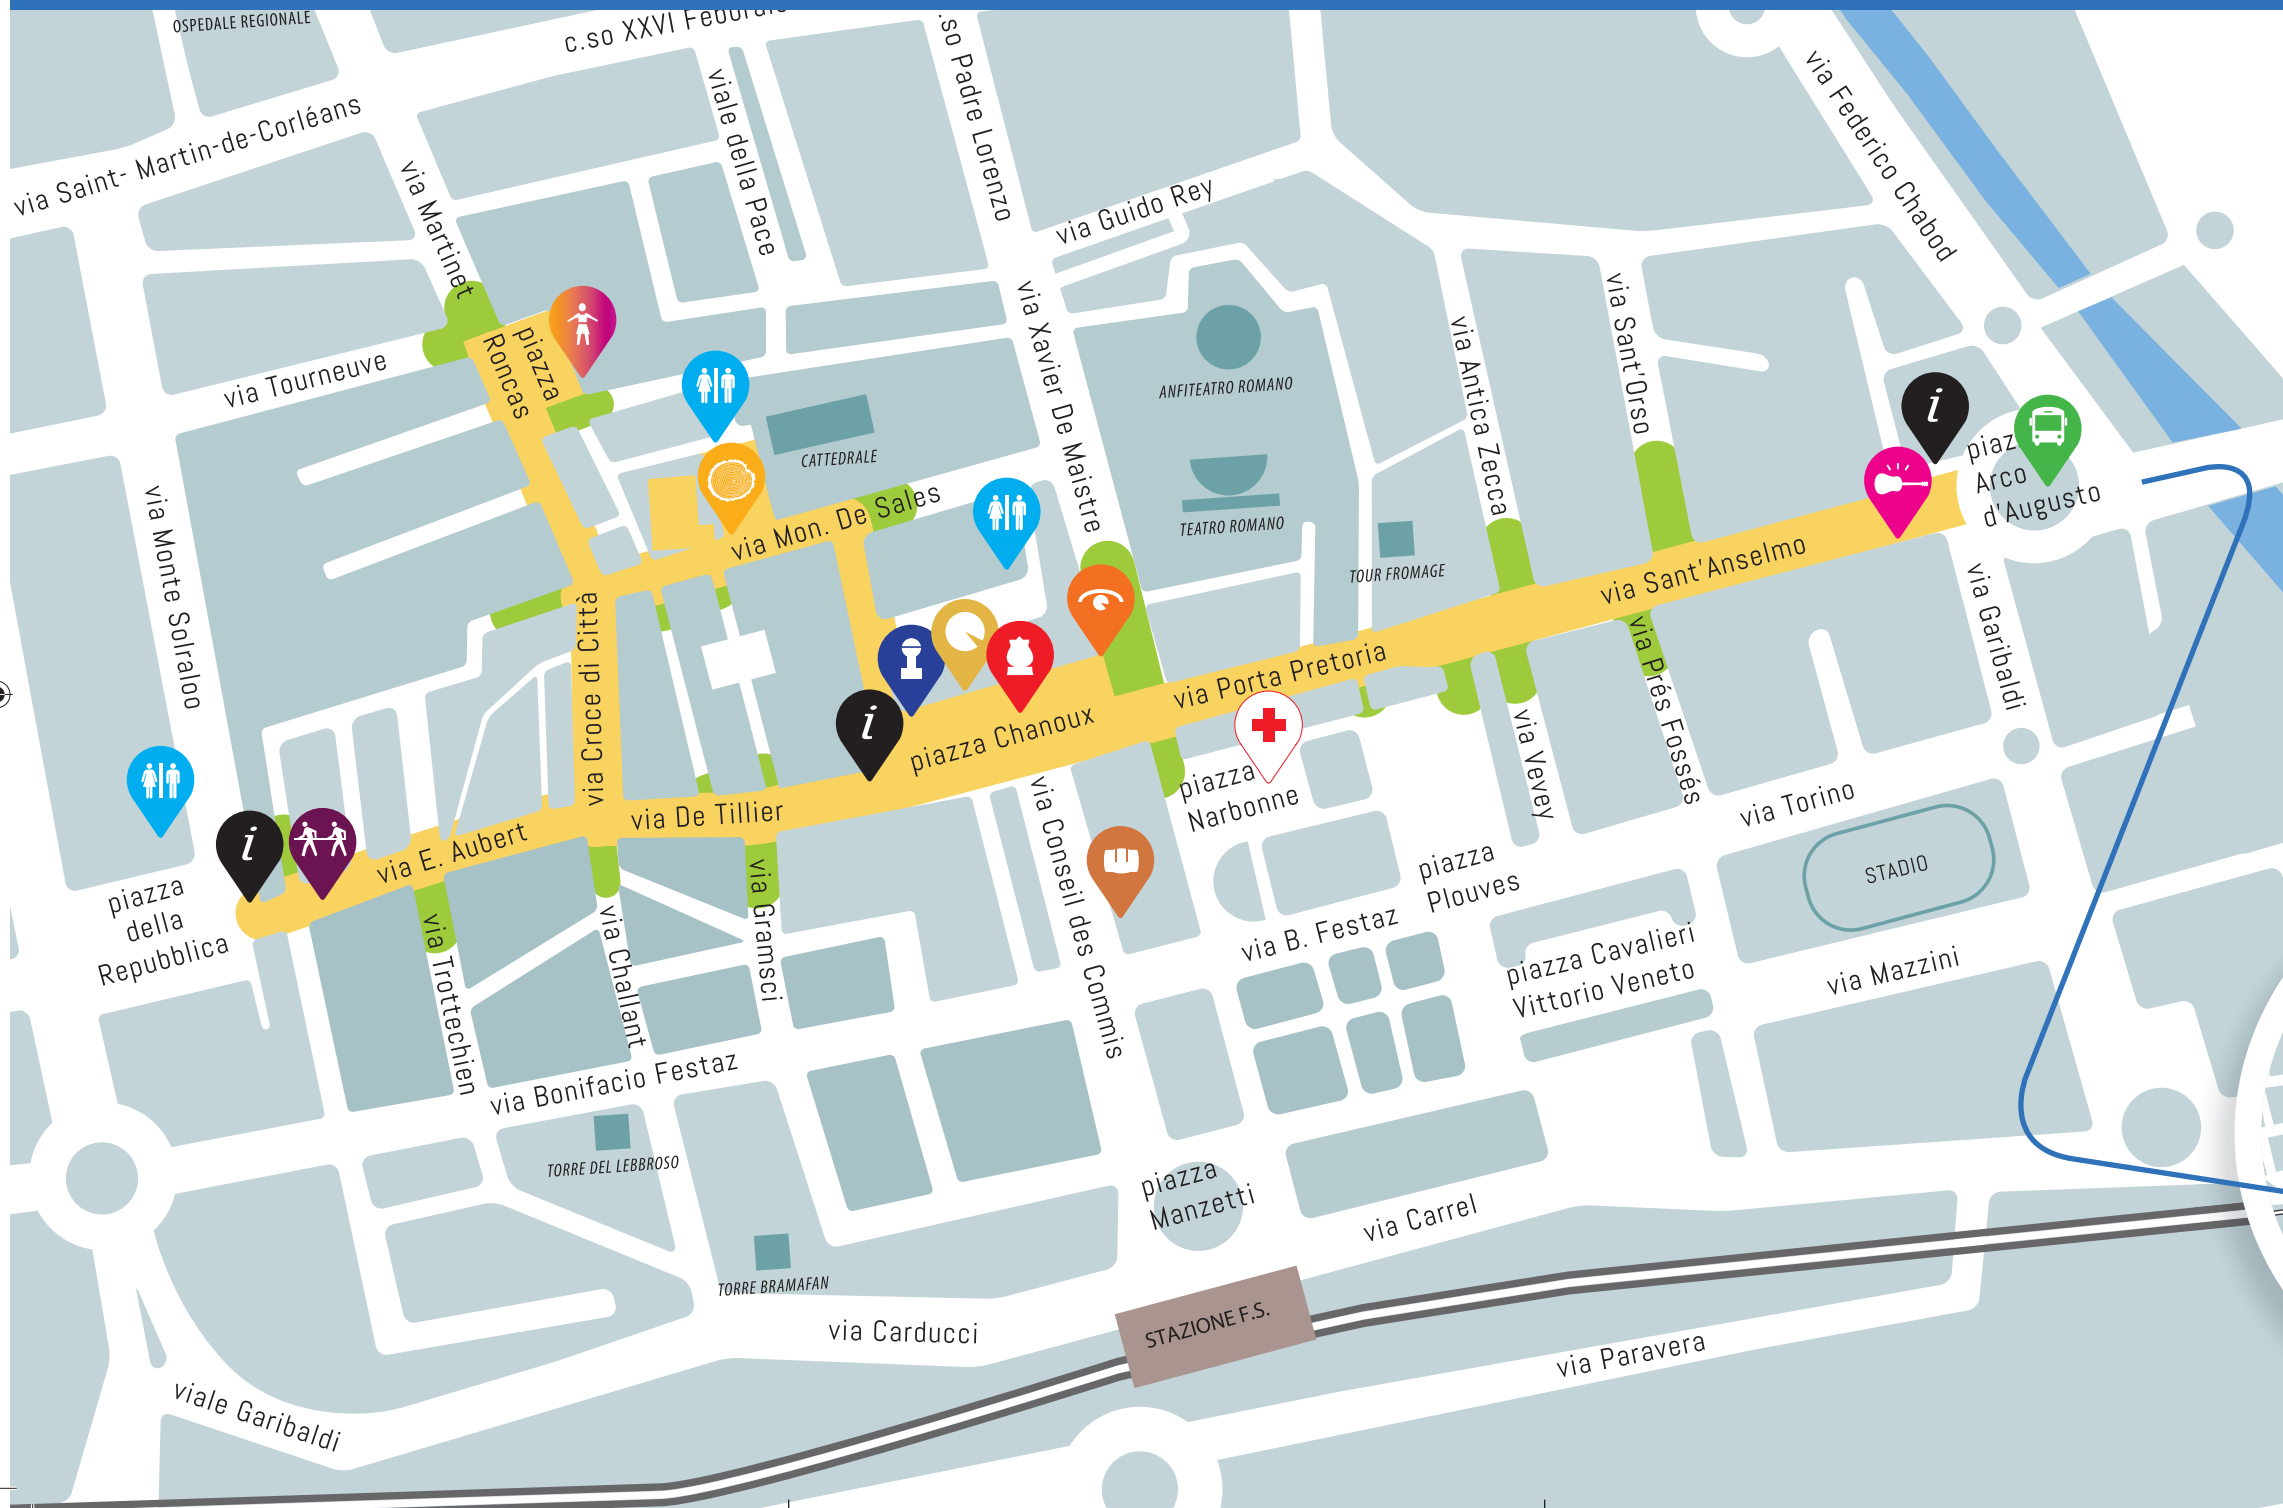 OSPEDALE REGIONALE
c.so XXVI
.so Padre Lorenzo
via Federico Chabod
via Saint- Martin-de-Corléans
viale della Pace
via Martinet
via Guido Rey
via Tourneuve
piazza
Roncas
via Xavier De Maistre
ANFITEATRO ROMANO
via Antica Zecca
via Sant'Orso
CATTEDRALE
via Mon. De Sales
TEATRO ROMANO
TOUR FROMAGE
i
piaz
Arco
d'Augusto
via Sant'Anselmo
via Monte Solraloo
via Croce di Città
via Garibaldi
via Porta Pretoria
via Prés Fossés
i
piazza Chanoux
piazza
Narbonne
via Vevey
via De Tillier
via Torino
i
via E. Aubert
via Conseil des Commis
STADIO
piazza
della
Repubblica
piazza
Plouves
via Trottechien
via Challant
via Gramsci
via B. Festaz
piazza Cavalieri
Vittorio Veneto
via Mazzini
via Bonifacio Festaz
TORRE DEL LEBBROSO
piazza
Manzetti
via Carrel
TORRE BRAMAFAN
via Carducci
STAZIONE F.S.
via Paravera
viale Garibaldi